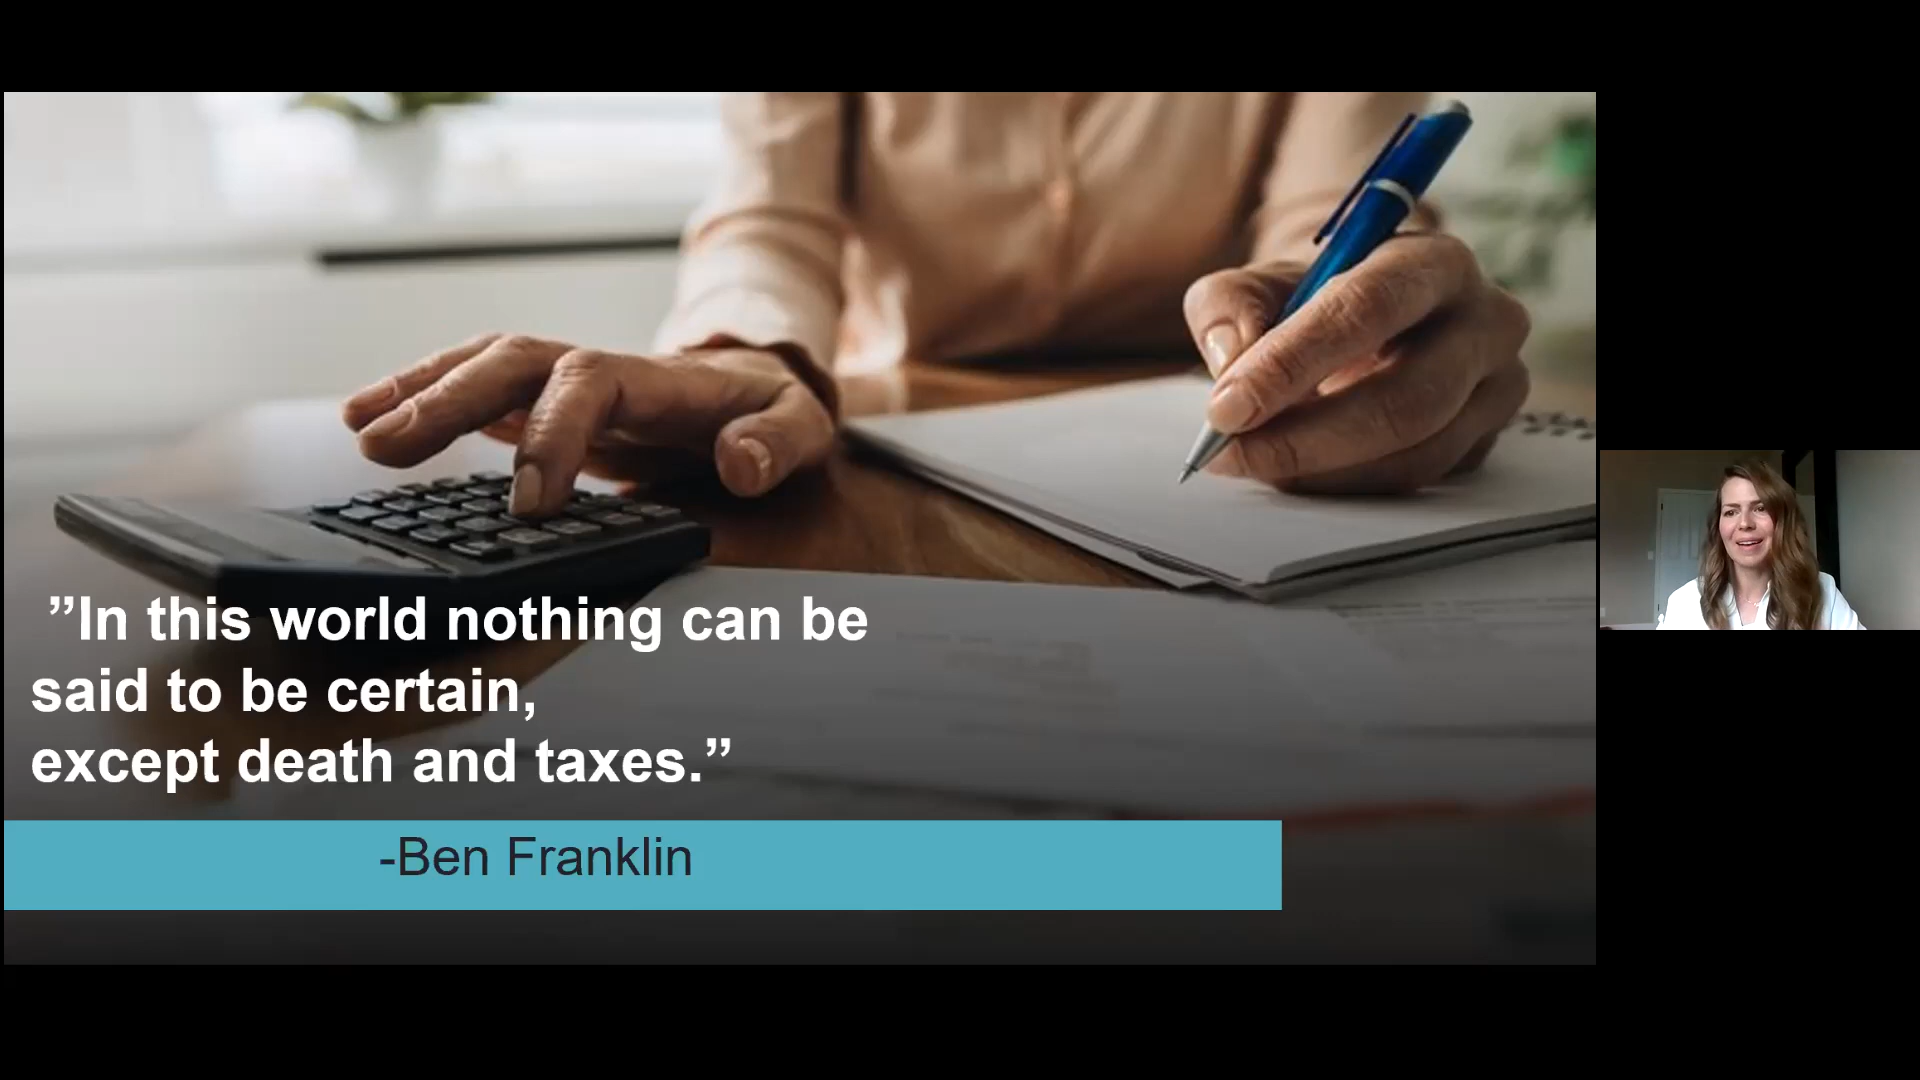 ”In this world nothing can be
said to be certain,
except death and taxes.”
-Ben Franklin